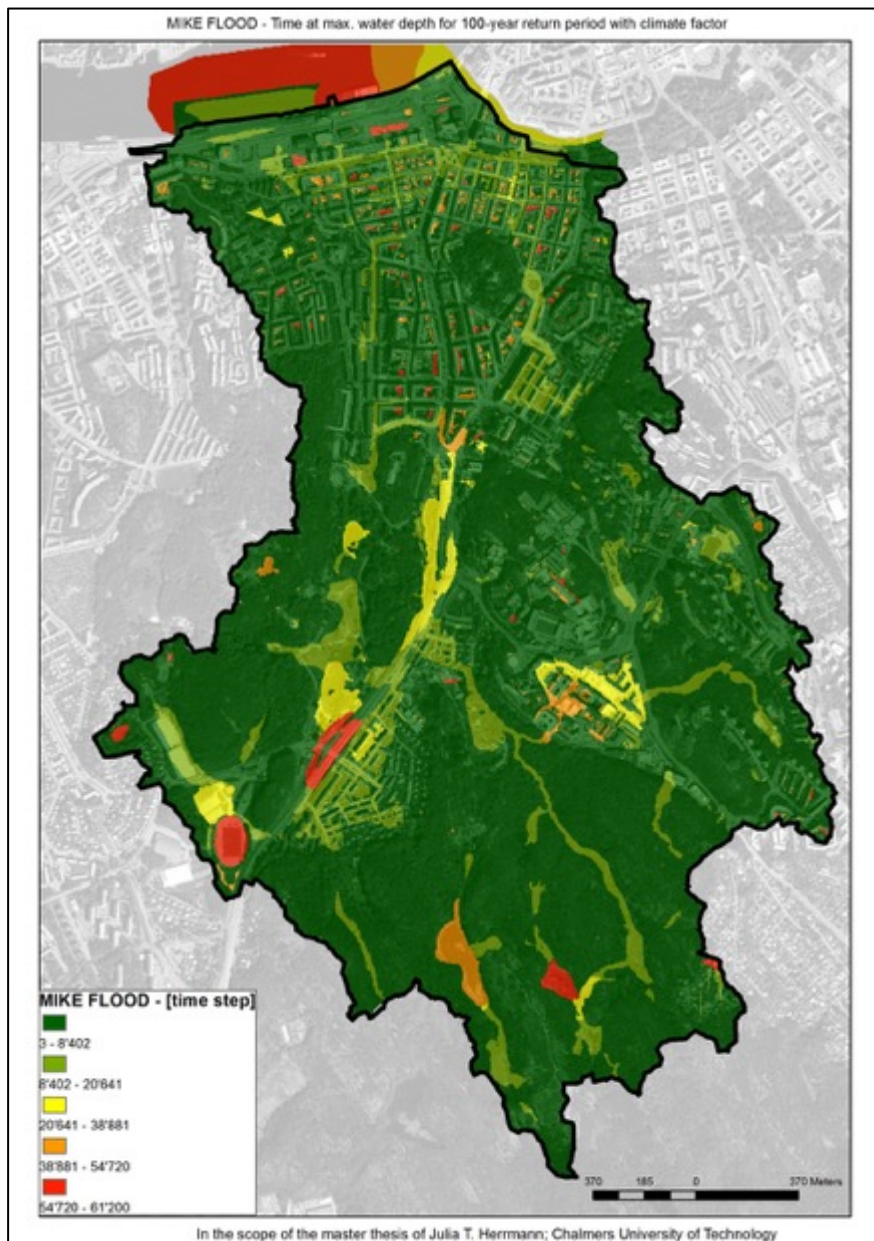 MIKE FLOOD - Time at max. water depth for 100-year return period with climate factor
MIKE FLOOD - [time step]
3 - 8'402
8'402 - 20'641
20'641 - 38'881
38'881 - 54'720
54'720 - 61'200
370 185 0 370 Meters
In the scope of the master thesis of Julia T. Herrmann; Chalmers University of Technology